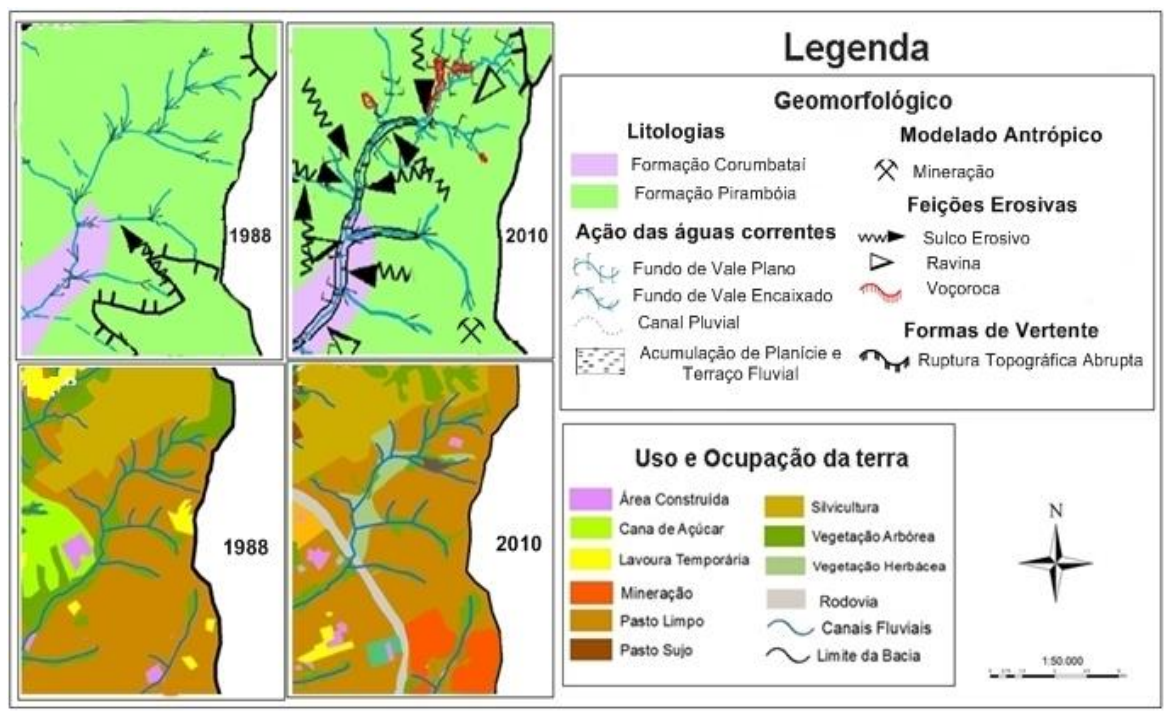 1988
2010
1988
2010
Legenda
Geomorfológico
Litologias
Formação Corumbataí
Formação Pirambóia
Ação das águas correntes
Fundo de Vale Plano
Fundo de Vale Encaixado
Canal Pluvial
Acumulação de Planície e
Terraço Fluvial
Modelado Antrópico
Mineração
Feições Erosivas
Sulco Erosivo
Ravina
Voçoroca
Formas de Vertente
Ruptura Topográfica Abrupta
Uso e Ocupação da terra
Área Construída
Cana de Açúcar
Lavoura Temporária
Mineração
Pasto Limpo
Pasto Sujo
Silvicultura
Vegetação Arbórea
Vegetação Herbácea
Rodovia
Canais Fluviais
Limite da Bacia
N
1:50.000